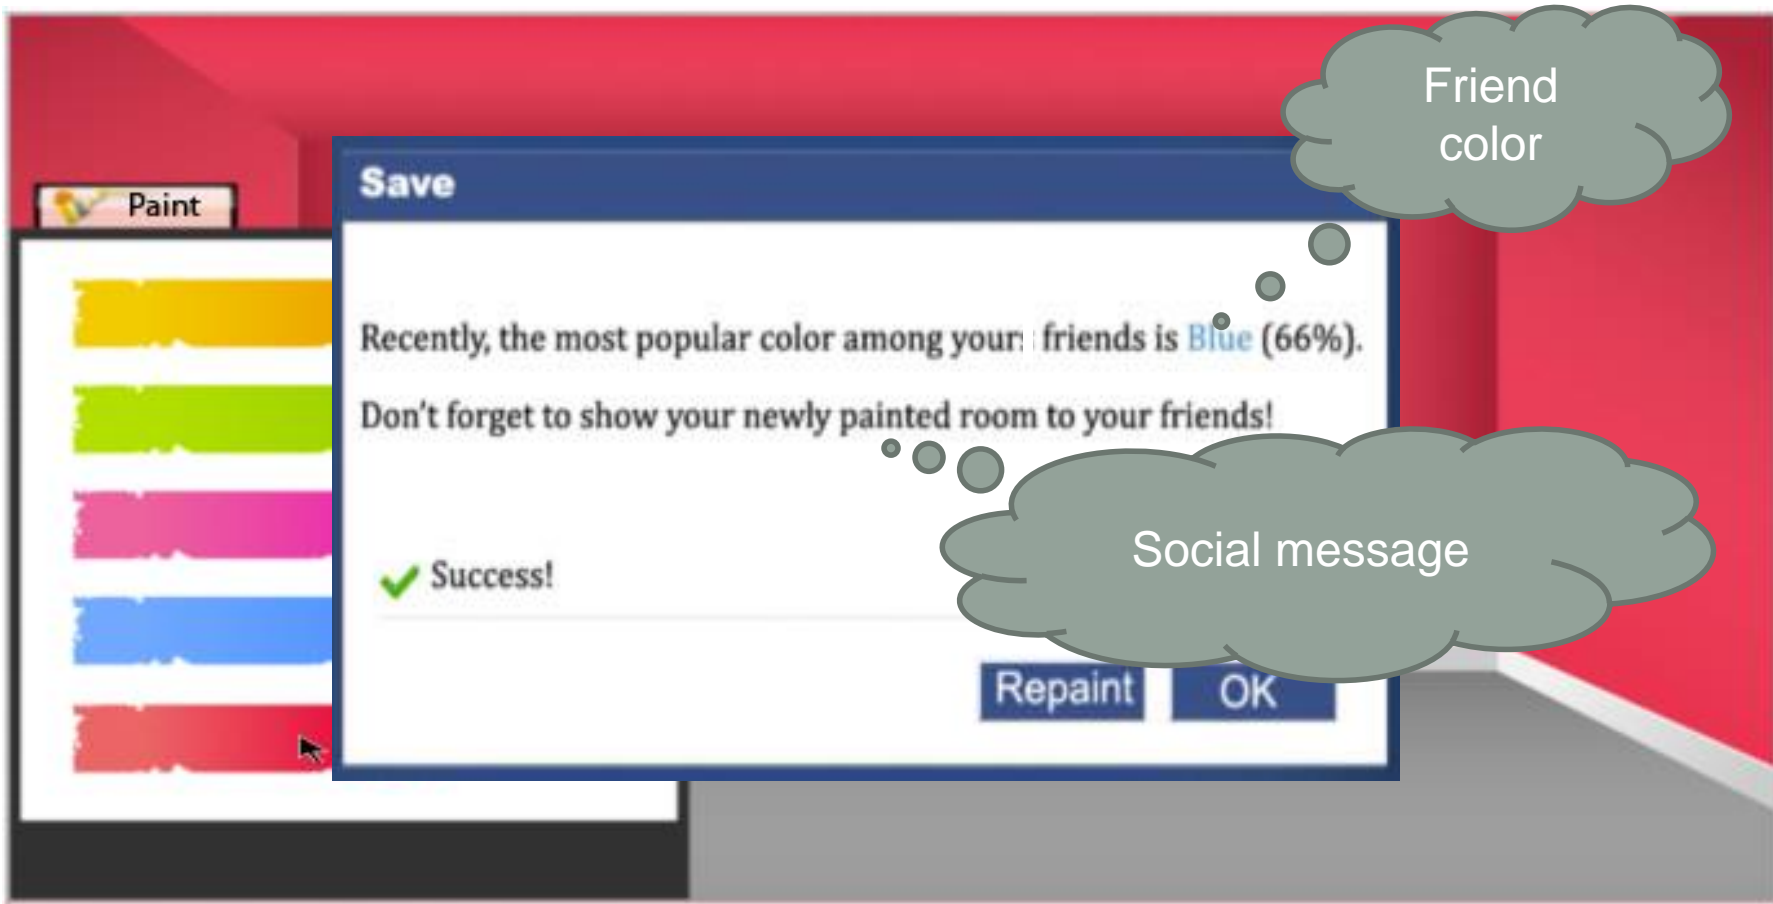 Friend
color
Save
Paint
Recently, the most popular color among your friends is Blue (66%).
Don't forget to show your newly painted room to your friends!
Social message
Success!
Repaint
OK